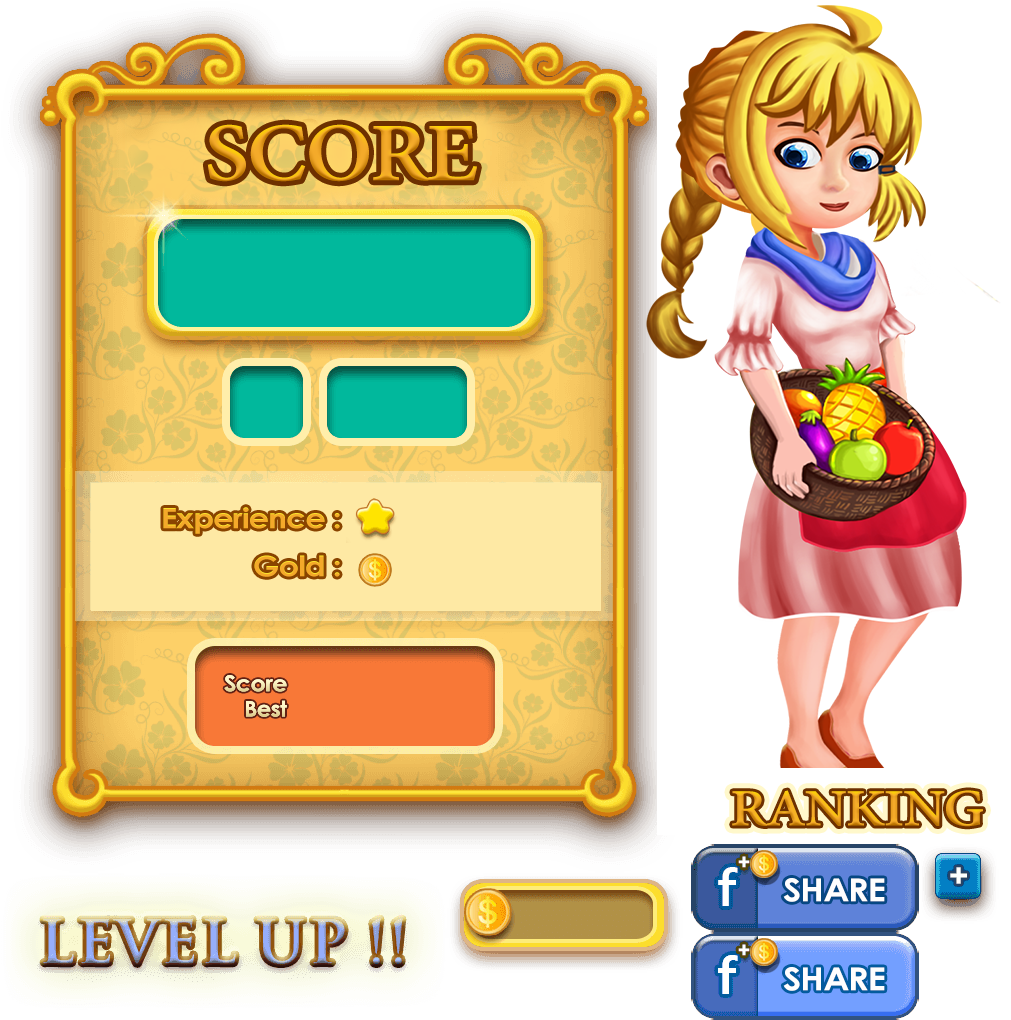 SCORE
Experience :
Gold :
Score
Best
RANKING
f + $ SHARE
+
f + $ SHARE
LEVEL UP !!